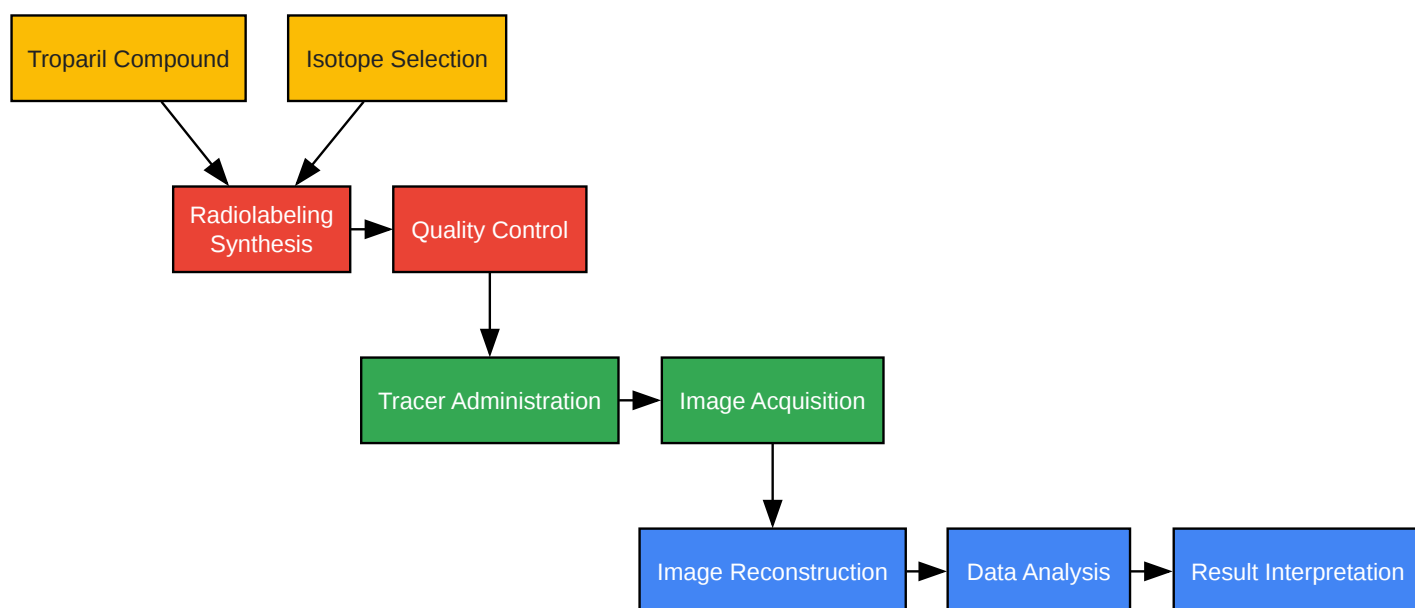 Troparil Compound
Isotope Selection
Radiolabeling
Synthesis
Quality Control
Tracer Administration
Image Acquisition
Image Reconstruction
Data Analysis
Result Interpretation